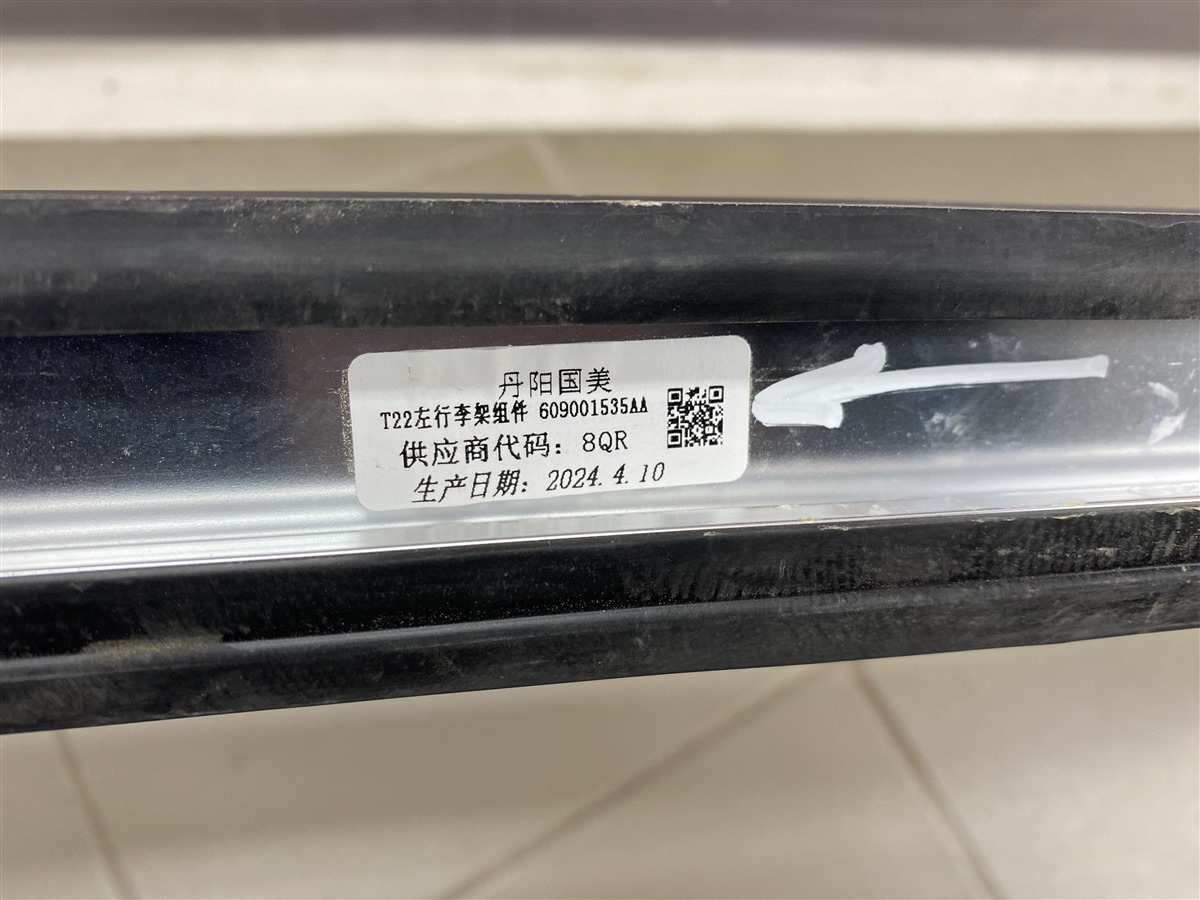 丹阳国美
T22左行李架组件 609001535AA
供应商代码：8QR
生产日期：2024.4.10